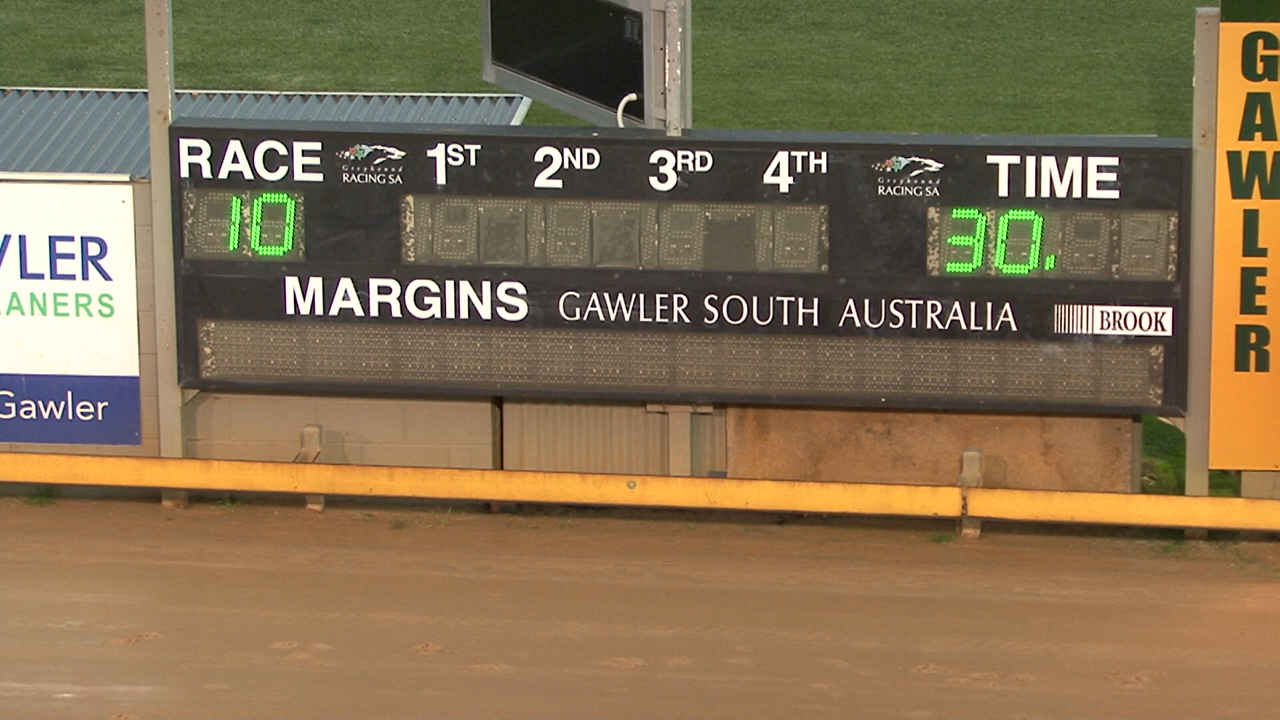 RACE
Greyhound
RACING SA
1ST 2ND 3RD 4TH
Greyhound
RACING SA
TIME
10
30.
MARGINS GAWLER SOUTH AUSTRALIA BROOK
WLER
ANERS
Gawler
GAWLER